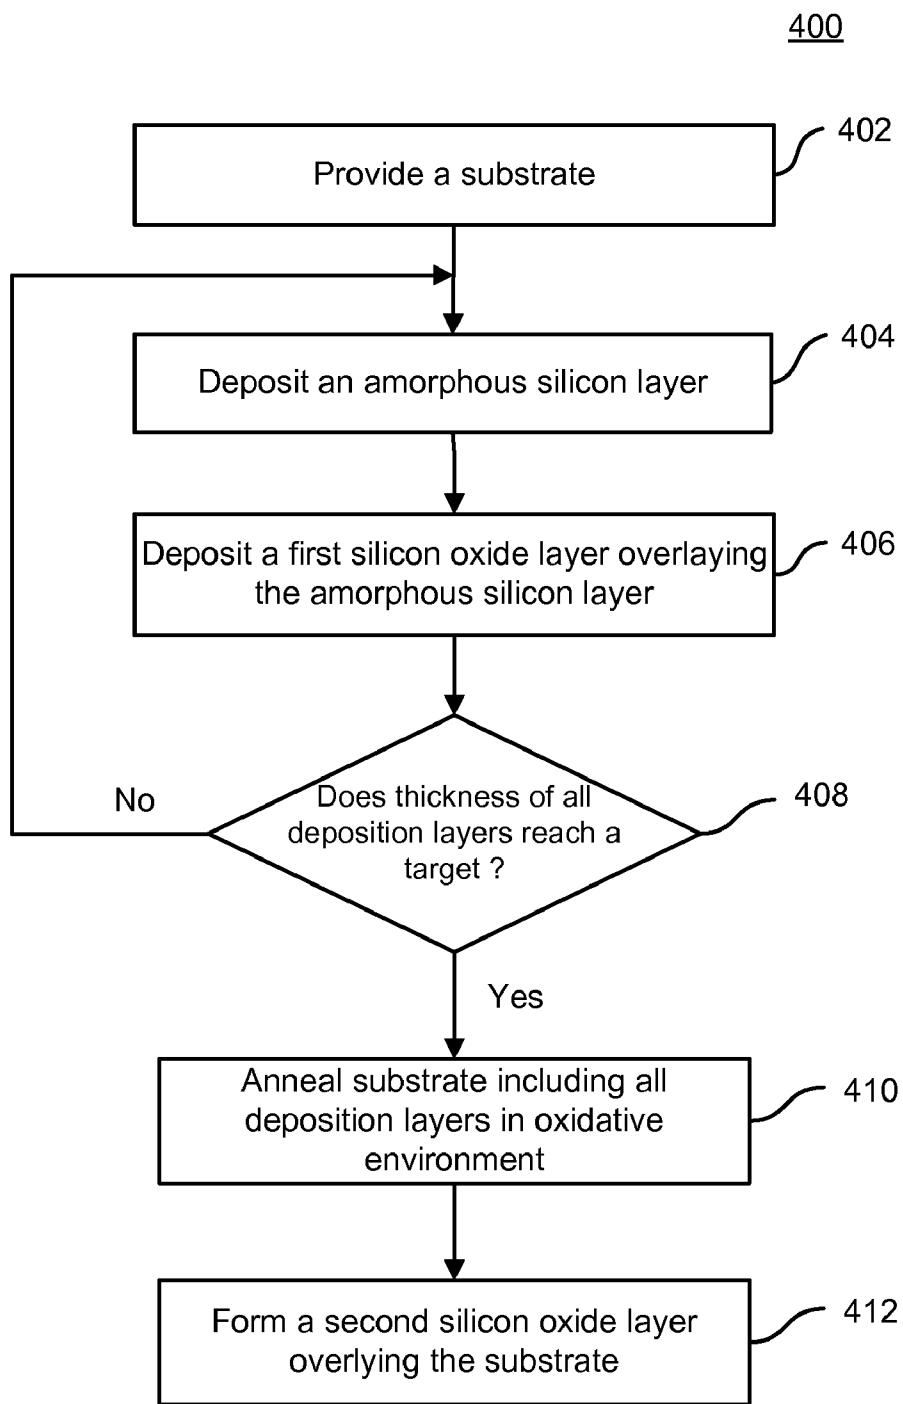 400
402
Provide a substrate
404
Deposit an amorphous silicon layer
406
Deposit a first silicon oxide layer overlaying
the amorphous silicon layer
No
Does thickness of all
deposition layers reach a
target ?
408
Yes
Anneal substrate including all
deposition layers in oxidative
environment
410
Form a second silicon oxide layer
overlying the substrate
412